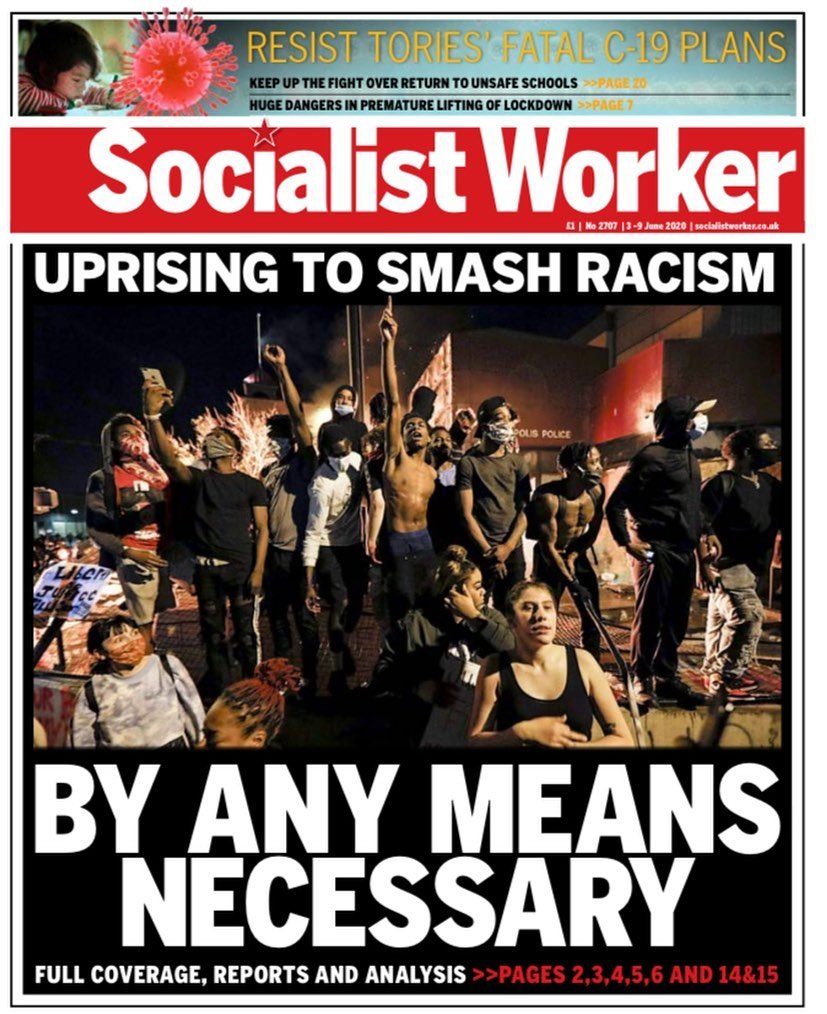 RESIST TORIES' FATAL C-19 PLANS
KEEP UP THE FIGHT OVER RETURN TO UNSAFE SCHOOLS >>PAGE 20
HUGE DANGERS IN PREMATURE LIFTING OF LOCKDOWN >>PAGE 7
Socialist Worker
£1 | No 2707 | 3-9 June 2020 | socialistworker.co.uk
UPRISING TO SMASH RACISM
POLIS POLICE
BY ANY MEANS
NECESSARY
FULL COVERAGE, REPORTS AND ANALYSIS >>PAGES 2,3,4,5,6 AND 14&15